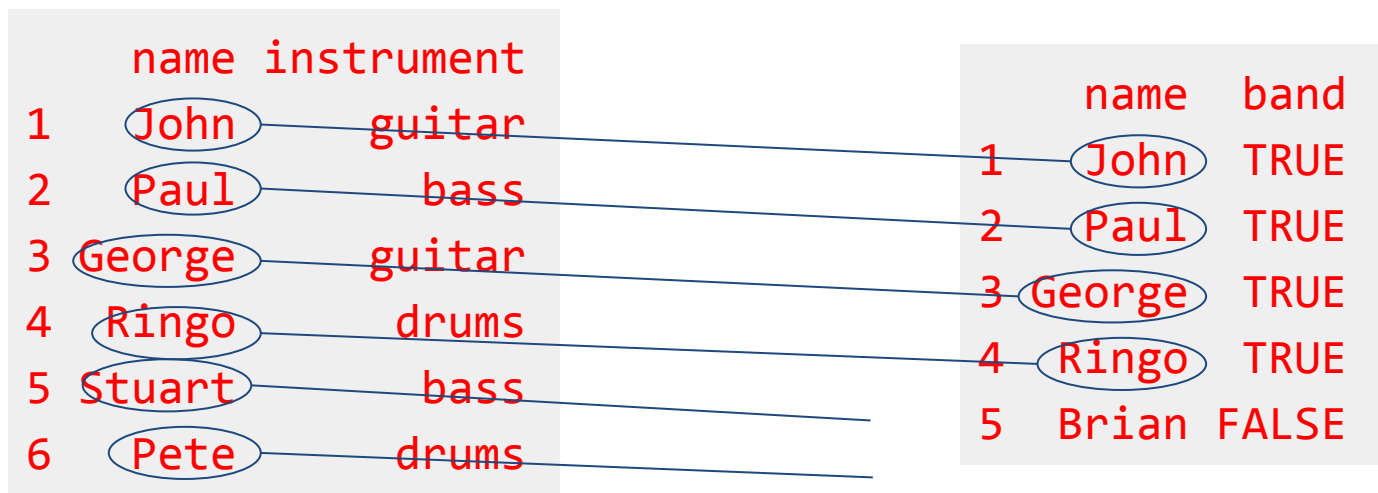 name instrument
1 John guitar
2 Paul bass
3 George guitar
4 Ringo drums
5 Stuart bass
6 Pete drums
name band
1 John TRUE
2 Paul TRUE
3 George TRUE
4 Ringo TRUE
5 Brian FALSE